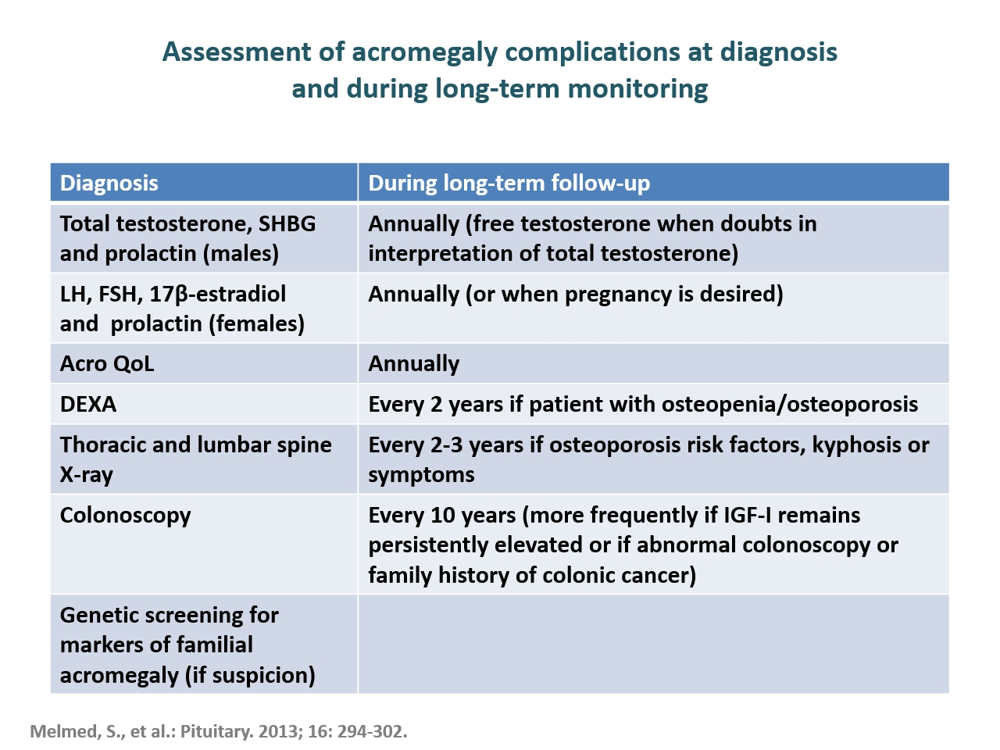 Assessment of acromegaly complications at diagnosis
and during long-term monitoring
Diagnosis
During long-term follow-up
Total testosterone, SHBG
and prolactin (males)
Annually (free testosterone when doubts in
interpretation of total testosterone)
LH, FSH, 17β-estradiol
and  prolactin (females)
Annually (or when pregnancy is desired)
Acro QoL
Annually
DEXA
Every 2 years if patient with osteopenia/osteoporosis
Thoracic and lumbar spine
X-ray
Every 2-3 years if osteoporosis risk factors, kyphosis or
symptoms
Colonoscopy
Every 10 years (more frequently if IGF-I remains
persistently elevated or if abnormal colonoscopy or
family history of colonic cancer)
Genetic screening for
markers of familial
acromegaly (if suspicion)
Melmed, S., et al.: Pituitary. 2013; 16: 294-302.